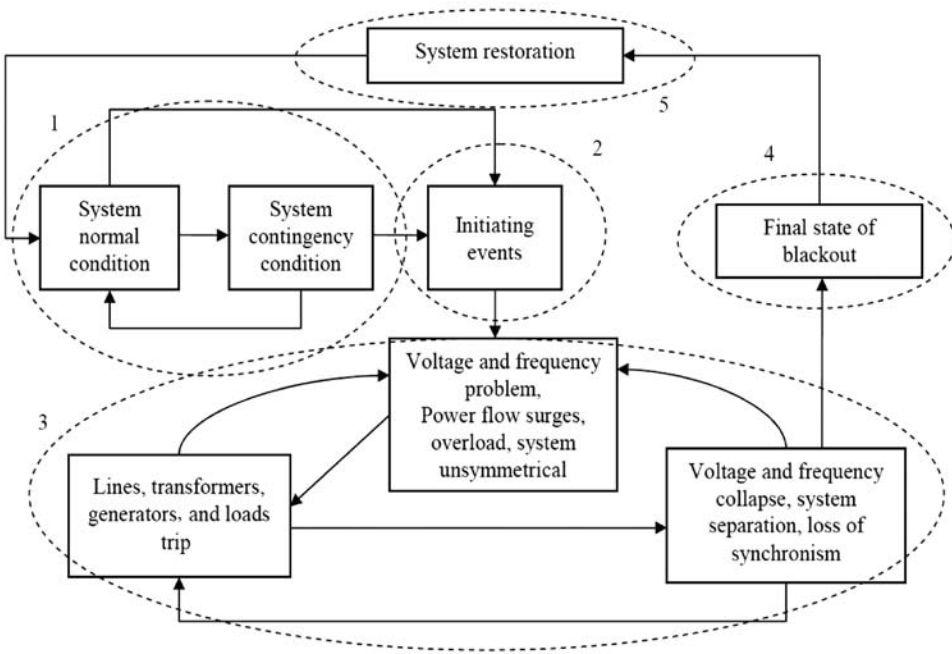 System restoration
5
1
2
4
System
normal
condition
System
contingency
condition
Initiating
events
Final state of
blackout
3
Voltage and frequency
problem,
Power flow surges,
overload, system
unsymmetrical
Lines, transformers,
generators, and loads
trip
Voltage and frequency
collapse, system
separation, loss of
synchronism